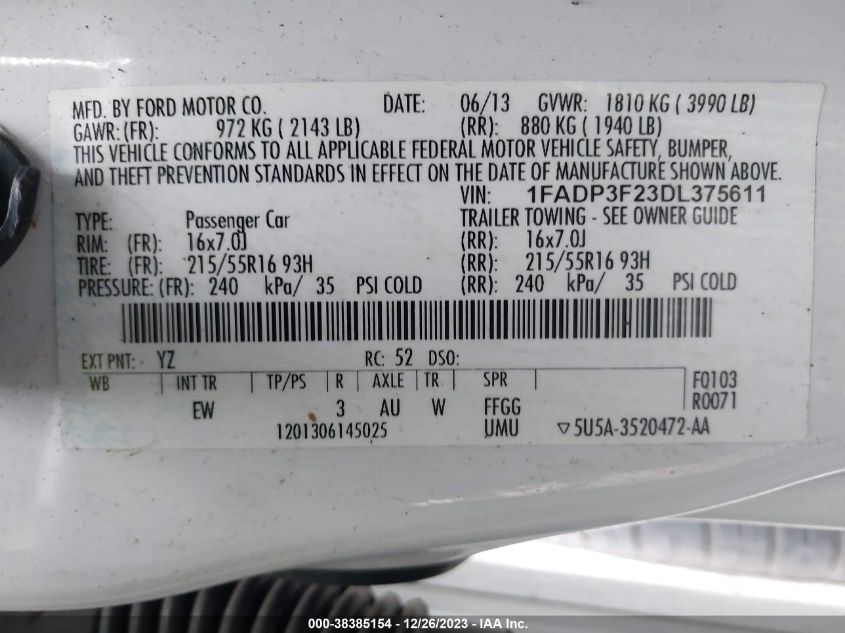 MFD. BY FORD MOTOR CO. DATE: 06/13 GVWR: 1810 KG ( 3990 LB)
GAWR: (FR): 972 KG ( 2143 LB) (RR): 880 KG ( 1940 LB)
THIS VEHICLE CONFORMS TO ALL APPLICABLE FEDERAL MOTOR VEHICLE SAFETY, BUMPER,
AND THEFT PREVENTION STANDARDS IN EFFECT ON THE DATE OF MANUFACTURE SHOWN ABOVE.
VIN: 1FADP3F23DL375611
TYPE: Passenger Car TRAILER TOWING - SEE OWNER GUIDE
RIM: (FR): 16x7.0J (RR): 16x7.0J
TIRE: (FR): 215/55R16 93H (RR): 215/55R16 93H
PRESSURE: (FR): 240 kPa/ 35 PSI COLD (RR): 240 kPa/ 35 PSI COLD
EXT PNT: YZ RC: 52 DSO:
WB INT TR TP/PS R AXLE TR SPR F0103
EW 3 AU W FFGG R0071
1201306145025 UMU ▽5U5A-3520472-AA
000-38385154 - 12/26/2023 - IAA Inc.